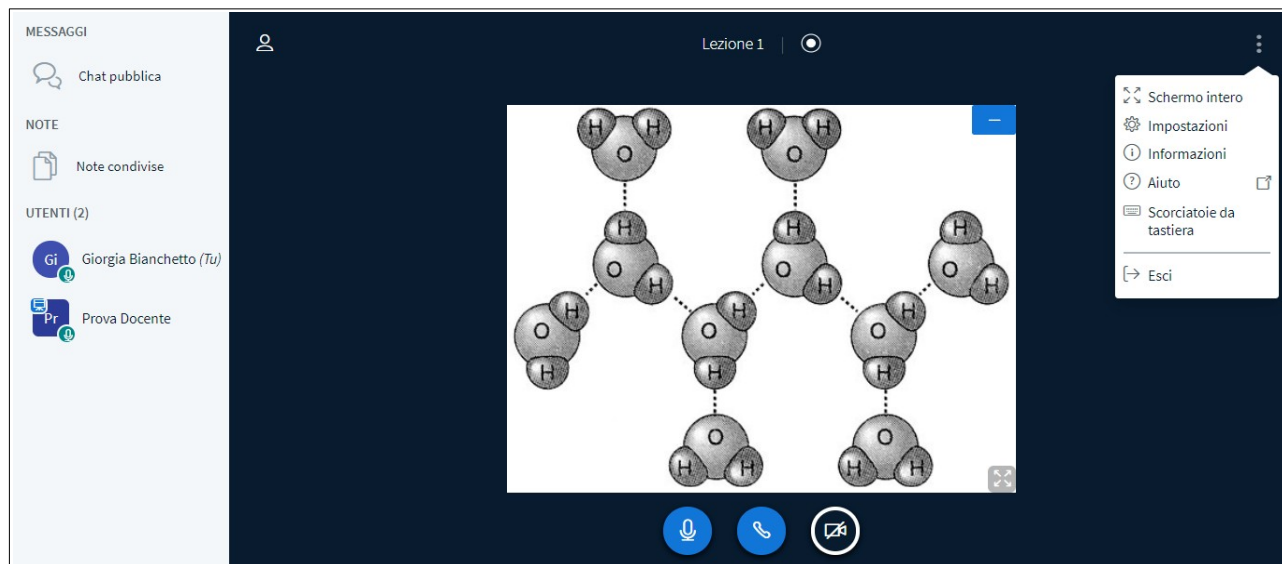 MESSAGGI
Chat pubblica
NOTE
Note condivise
UTENTI (2)
Gi
Giorgia Bianchetto (Tu)
Pr
Prova Docente
Lezione 1
H H
O
H H
O
H
O
H
H
O
H
H
O
H
H
O
H
H
O
H
H
O
H
O
H H
O
H H
Schermo intero
Impostazioni
Informazioni
Aiuto
Scorciatoie da
tastiera
Esci